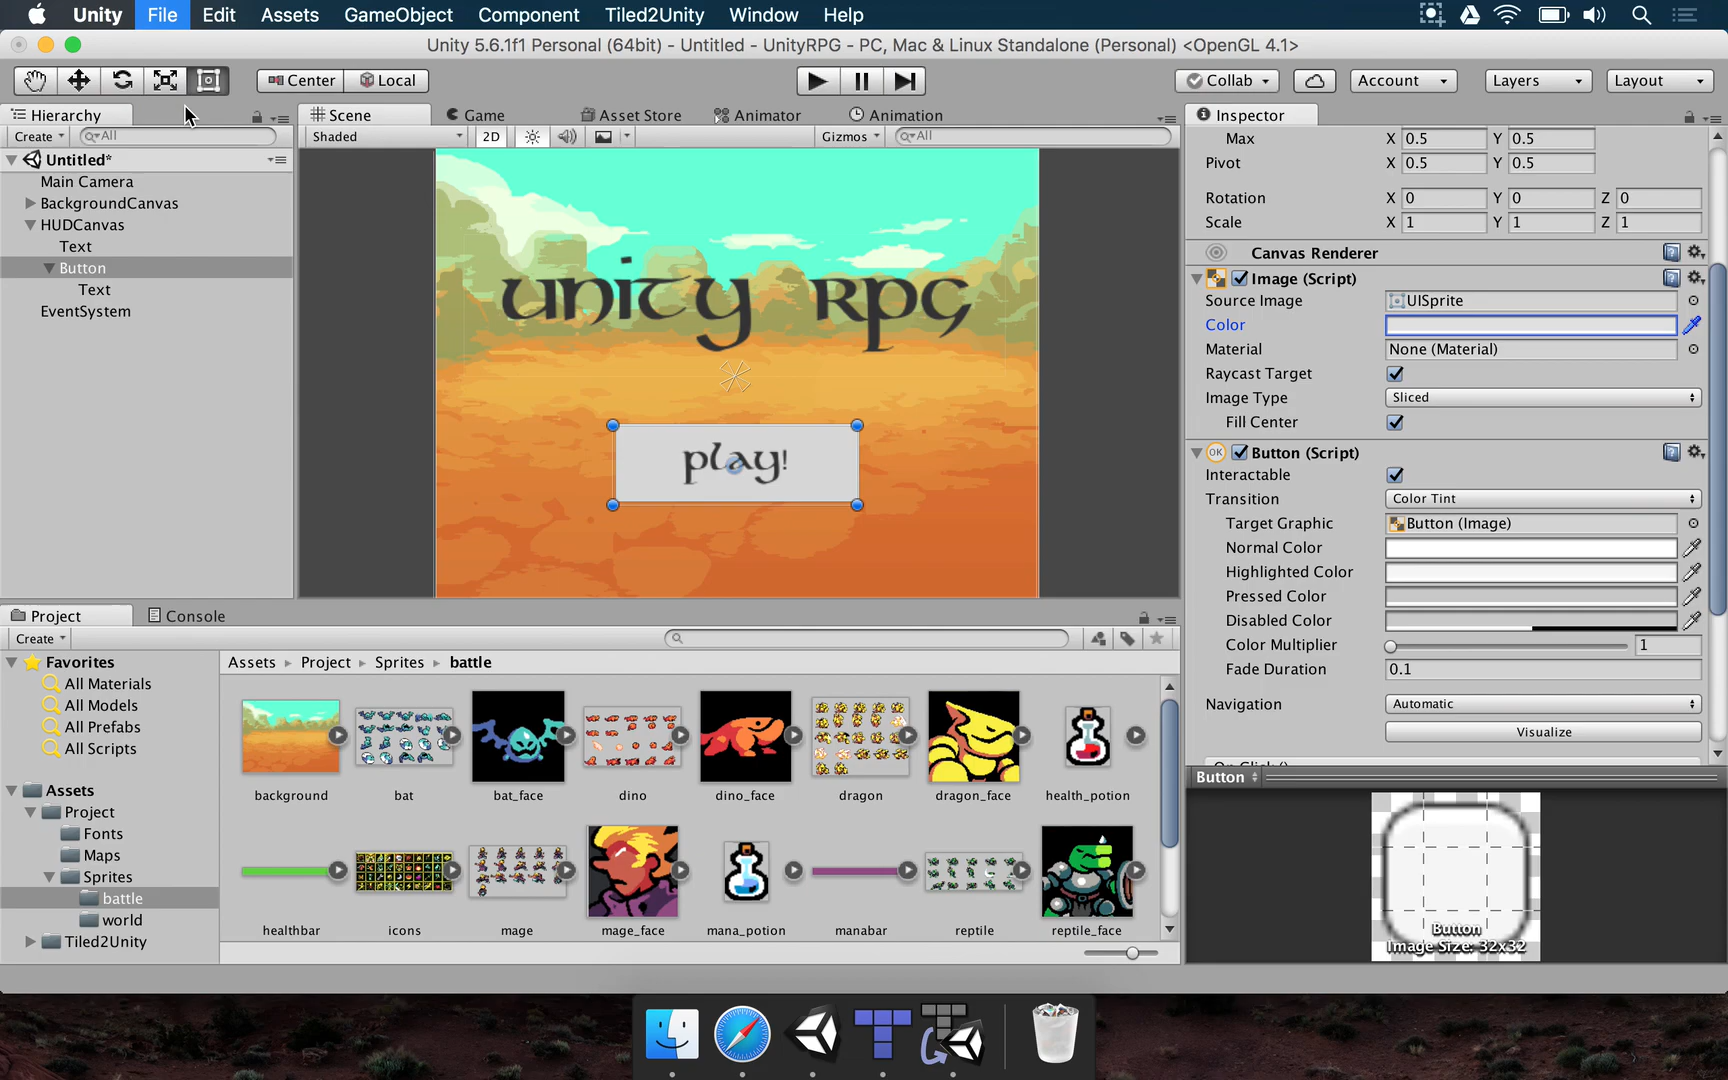 Unity File Edit Assets GameObject Component Tiled2Unity Window Help
Unity 5.6.1f1 Personal (64bit) - Untitled - UnityRPG - PC, Mac & Linux Standalone (Personal) <OpenGL 4.1>
Center Local Collab Account Layers Layout
Hierarchy
Create All
Untitled*
Main Camera
BackgroundCanvas
HUDCanvas
Text
Button
Text
EventSystem
Scene Game Asset Store Animator Animation
Shaded 2D Gizmos All
unity rpg
play!
Inspector
Max X 0.5 Y 0.5
Pivot X 0.5 Y 0.5
Rotation X 0 Y 0 Z 0
Scale X 1 Y 1 Z 1
Canvas Renderer
Image (Script)
Source Image UISprite
Color
Material None (Material)
Raycast Target
Image Type Sliced
Fill Center
OK Button (Script)
Interactable
Transition Color Tint
Target Graphic Button (Image)
Normal Color
Highlighted Color
Pressed Color
Disabled Color
Color Multiplier 1
Fade Duration 0.1
Navigation Automatic
Visualize
On Click ()
Button
Button
Image Size: 32x32
Project Console
Create
Favorites
All Materials
All Models
All Prefabs
All Scripts
Assets
Project
Fonts
Maps
Sprites
battle
world
Tiled2Unity
Assets Project Sprites battle
background bat bat_face dino dino_face dragon dragon_face health_potion
healthbar icons mage mage_face mana_potion manabar reptile reptile_face